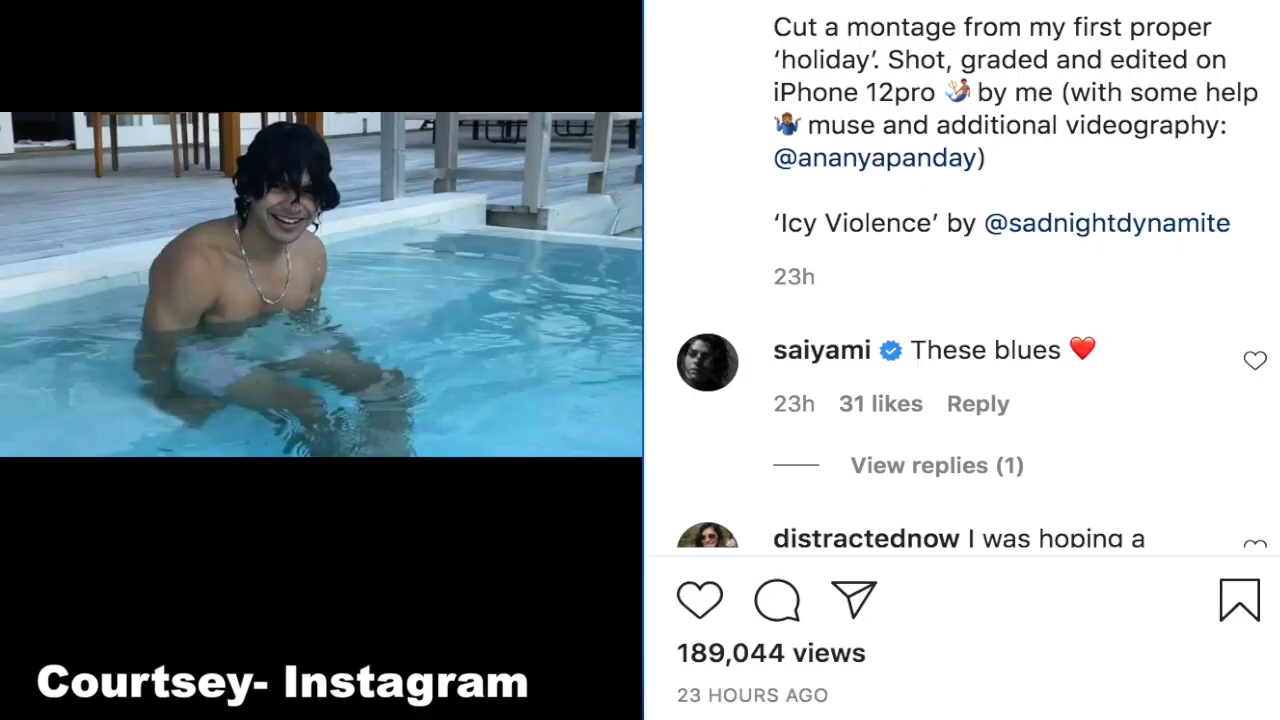 Cut a montage from my first proper
‘holiday’. Shot, graded and edited on
iPhone 12pro 🧜🏽‍♂️ by me (with some help
🤷🏽‍♂️ muse and additional videography:
@ananyapanday)
‘Icy Violence’ by @sadnightdynamite
23h
saiyami These blues ❤️
23h 31 likes Reply
View replies (1)
distractednow I was hoping a
189,044 views
23 HOURS AGO
Courtsey- Instagram